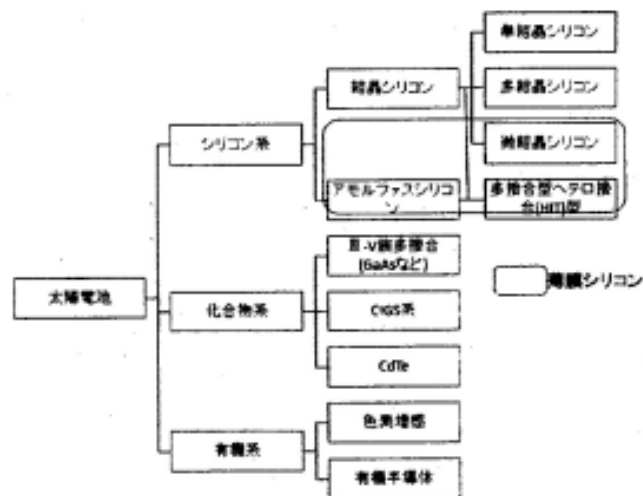 単結晶シリコン
結晶シリコン
多結晶シリコン
シリコン系
微結晶シリコン
アモルファスシリコ
ン
多接合型ヘテロ接
合(HIT)型
III-V族多接合
(GaAsなど)
薄膜シリコン
太陽電池
化合物系
CIGS系
CdTe
色素増感
有機系
有機半導体